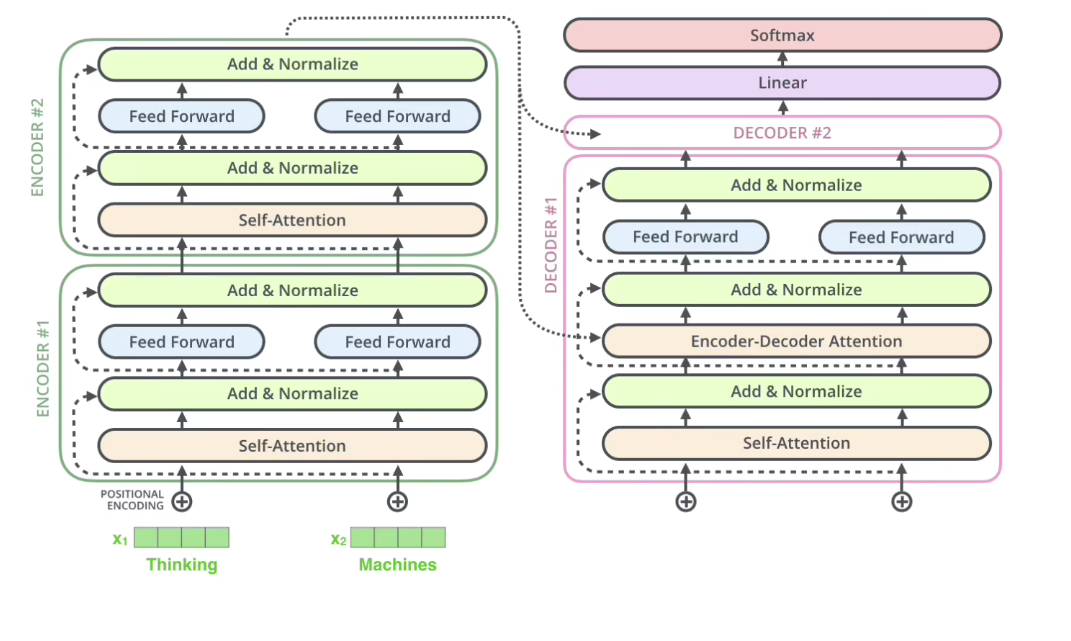 ENCODER #2
Add & Normalize
Feed Forward Feed Forward
Add & Normalize
Self-Attention
ENCODER #1
Add & Normalize
Feed Forward Feed Forward
Add & Normalize
Self-Attention
POSITIONAL
ENCODING
x1 x2
Thinking Machines
Softmax
Linear
DECODER #2
DECODER #1
Add & Normalize
Feed Forward Feed Forward
Add & Normalize
Encoder-Decoder Attention
Add & Normalize
Self-Attention